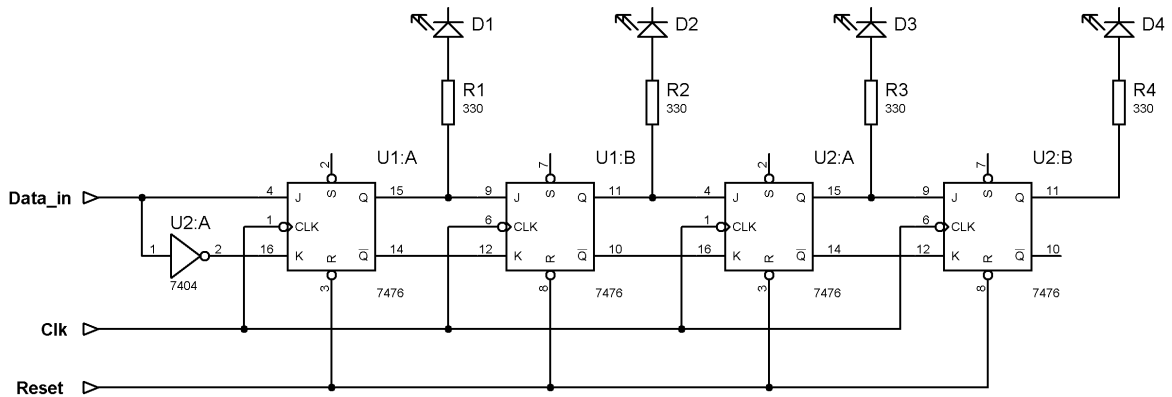 D1 D2 D3 D4
R1 R2 R3 R4
330 330 330 330
U1:A U1:B U2:A U2:B
2 7 2 7
Data_in 4 J S Q 15 9 J S Q 11 4 J S Q 15 9 J S Q 11
U2:A 1 CLK 6 CLK 1 CLK 6 CLK
1 2 16 K R Q̅ 14 12 K R Q̅ 10 16 K R Q̅ 14 12 K R Q̅ 10
7404 3 7476 8 7476 3 7476 8 7476
Clk
Reset